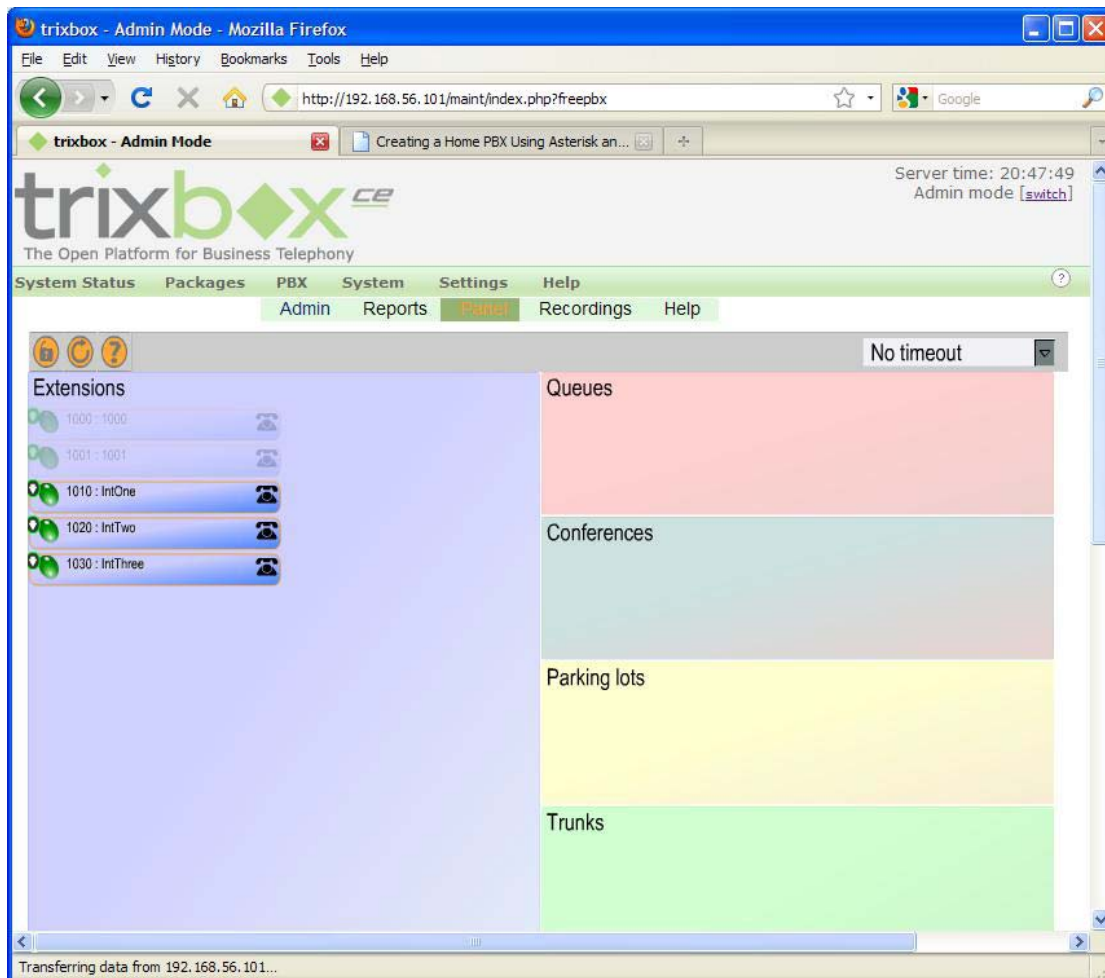 trixbox - Admin Mode - Mozilla Firefox
File Edit View History Bookmarks Tools Help
http://192.168.56.101/maint/index.php?freepbx
Google
trixbox - Admin Mode
Creating a Home PBX Using Asterisk an...
Server time: 20:47:49
Admin mode [switch]
trixbox ce
The Open Platform for Business Telephony
System Status Packages PBX System Settings Help
?
Admin Reports Panel Recordings Help
?
No timeout
Extensions
1000 : 1000
1001 : 1001
1010 : IntOne
1020 : IntTwo
1030 : IntThree
Queues
Conferences
Parking lots
Trunks
Transferring data from 192.168.56.101...